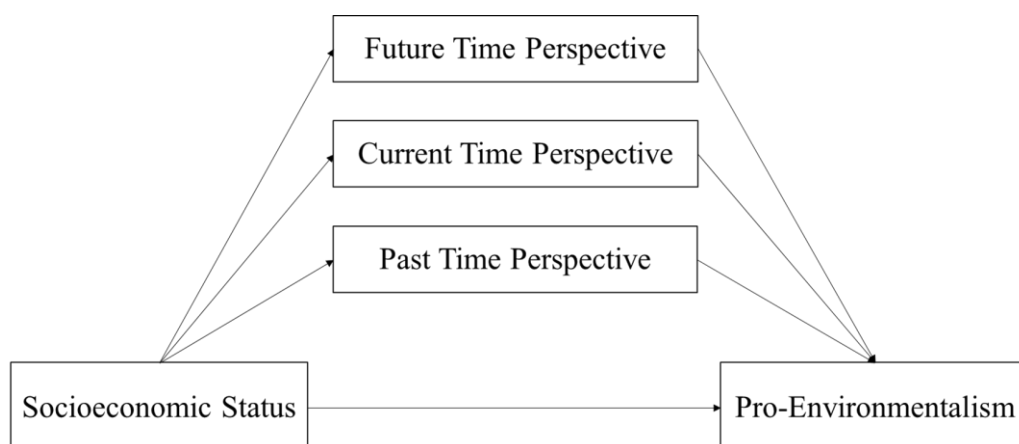 Future Time Perspective
Current Time Perspective
Past Time Perspective
Socioeconomic Status
Pro-Environmentalism